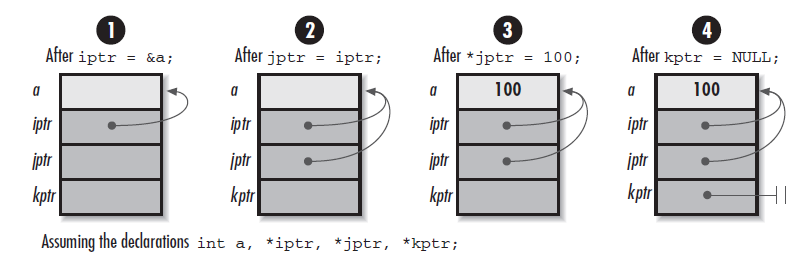 1 2 3 4
After iptr = &a; After jptr = iptr; After *jptr = 100; After kptr = NULL;
a a a 100 a 100
iptr iptr iptr iptr
jptr jptr jptr jptr
kptr kptr kptr kptr
Assuming the declarations int a, *iptr, *jptr, *kptr;